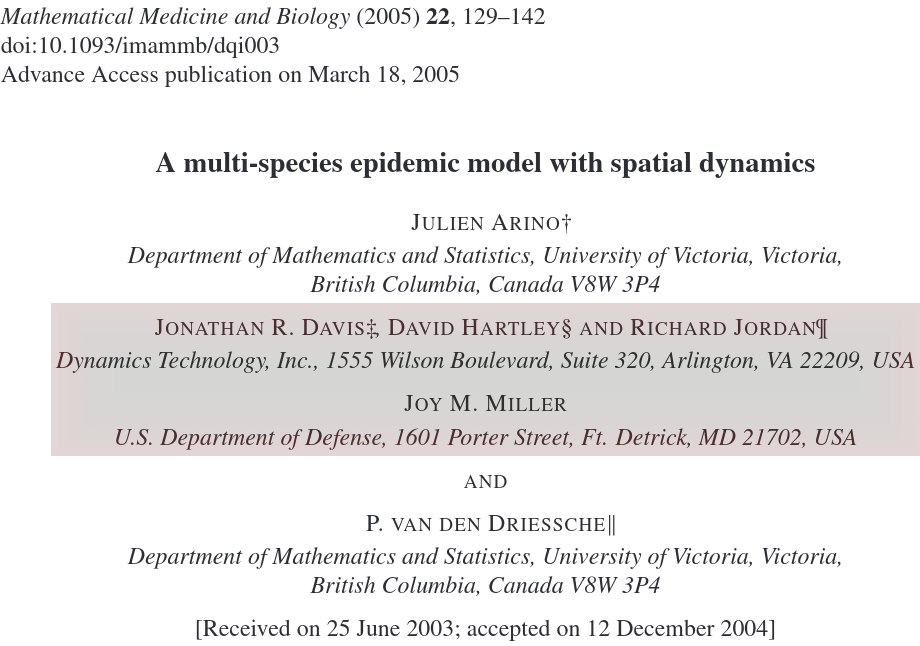 Mathematical Medicine and Biology (2005) 22, 129–142
doi:10.1093/imammb/dqi003
Advance Access publication on March 18, 2005
A multi-species epidemic model with spatial dynamics
JULIEN ARINO†
Department of Mathematics and Statistics, University of Victoria, Victoria,
British Columbia, Canada V8W 3P4
JONATHAN R. DAVIS‡, DAVID HARTLEY§ AND RICHARD JORDAN¶
Dynamics Technology, Inc., 1555 Wilson Boulevard, Suite 320, Arlington, VA 22209, USA
JOY M. MILLER
U.S. Department of Defense, 1601 Porter Street, Ft. Detrick, MD 21702, USA
AND
P. VAN DEN DRIESSCHE‖
Department of Mathematics and Statistics, University of Victoria, Victoria,
British Columbia, Canada V8W 3P4
[Received on 25 June 2003; accepted on 12 December 2004]